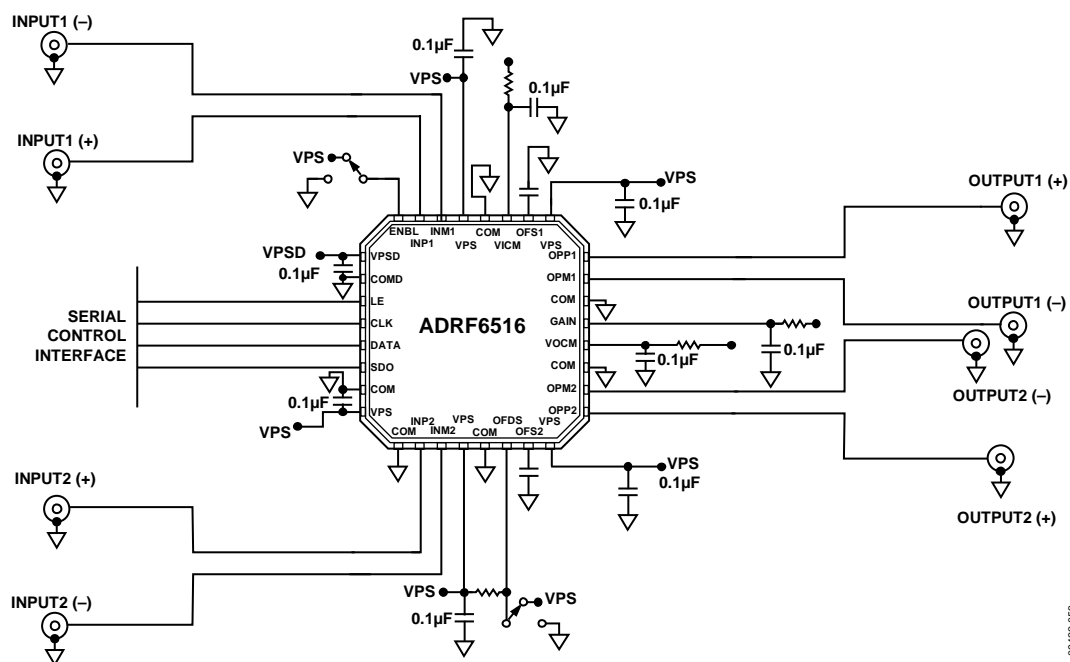 INPUT1 (–)
INPUT1 (+)
0.1µF
VPS
0.1µF
VPS
VPS
0.1µF
OUTPUT1 (+)
ENBL
INP1
INM1
VPS
COM
VICM
OFS1
VPS
VPSD
0.1µF
VPSD
COMD
LE
CLK
DATA
SDO
COM
VPS
SERIAL
CONTROL
INTERFACE
ADRF6516
OPP1
OPM1
COM
GAIN
VOCM
COM
OPM2
OPP2
OUTPUT1 (–)
0.1µF
0.1µF
OUTPUT2 (–)
0.1µF
VPS
COM
INP2
INM2
VPS
COM
OFDS
OFS2
VPS
VPS
0.1µF
INPUT2 (+)
OUTPUT2 (+)
INPUT2 (–)
VPS
0.1µF
VPS